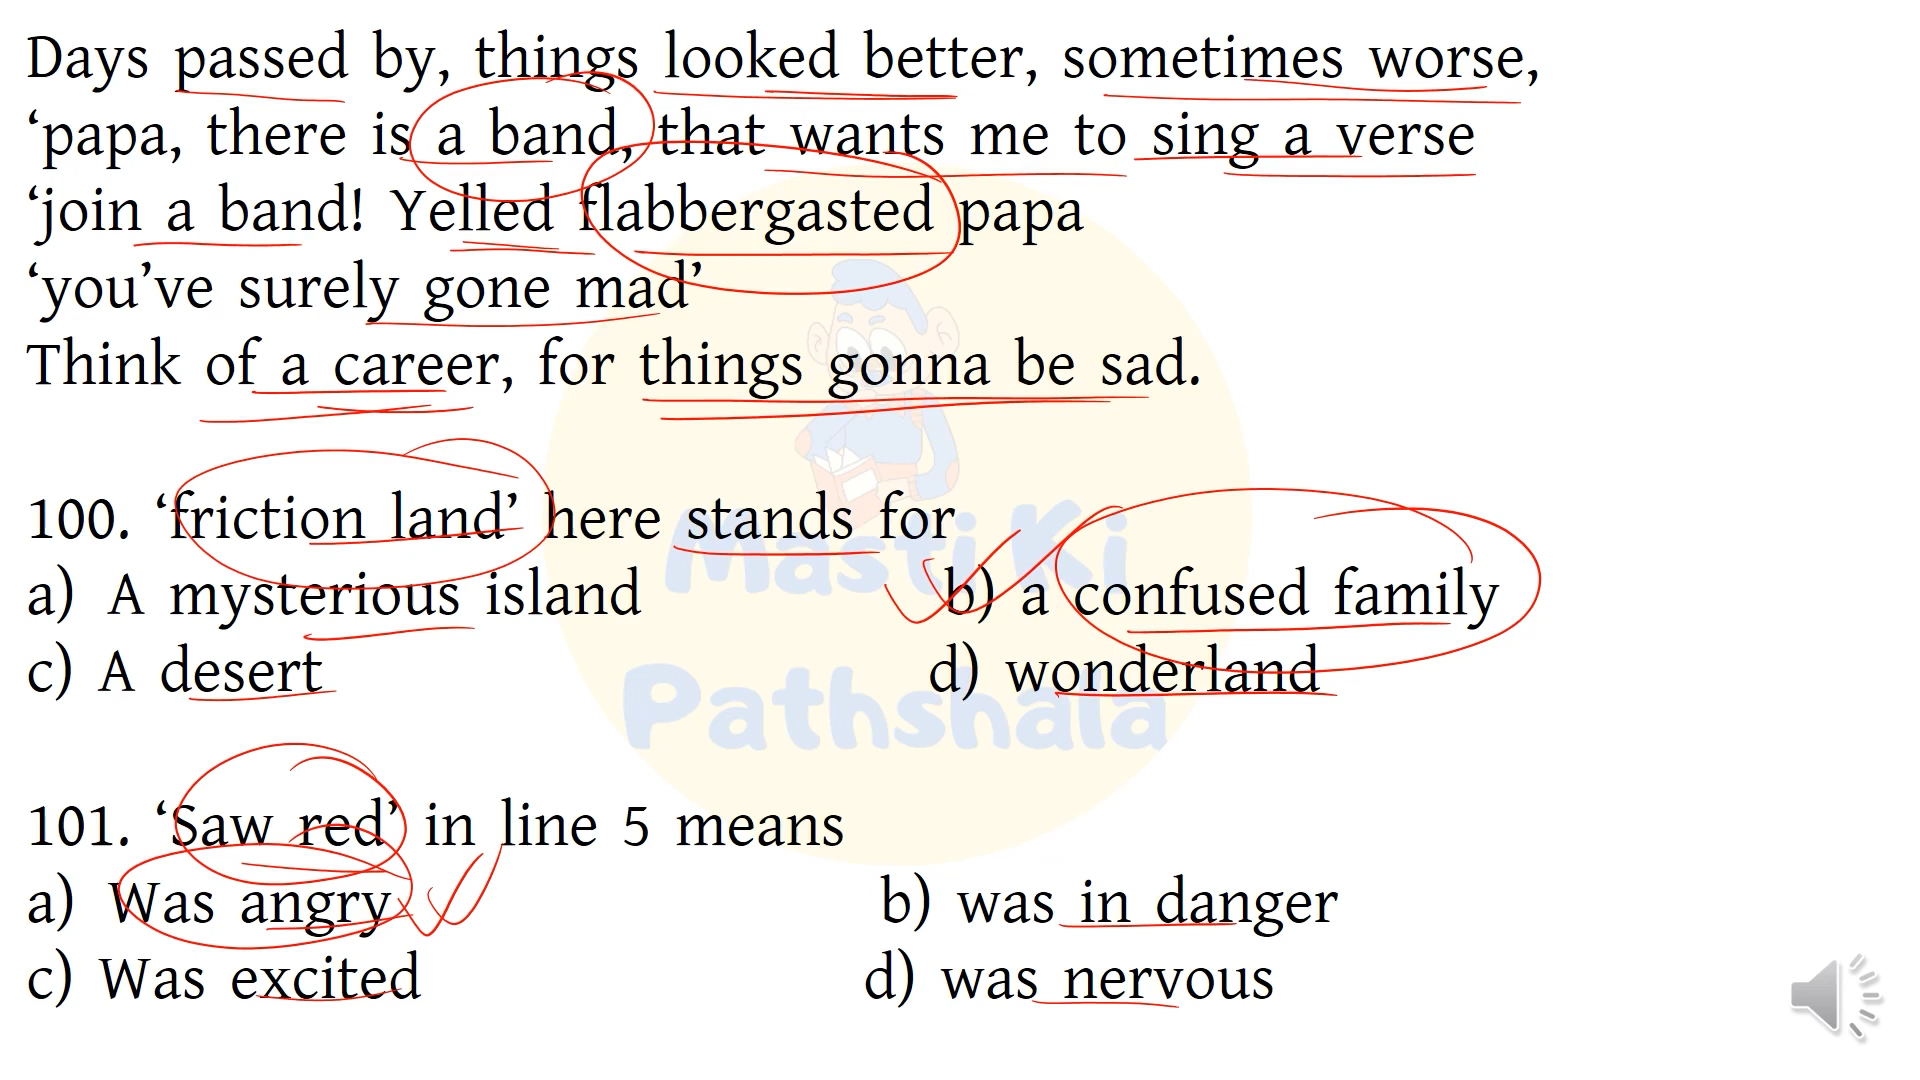 Days passed by, things looked better, sometimes worse,
‘papa, there is a band, that wants me to sing a verse
‘join a band! Yelled flabbergasted papa
‘you’ve surely gone mad’
Think of a career, for things gonna be sad.
100. ‘friction land’ here stands for
a) A mysterious island b) a confused family
c) A desert d) wonderland
101. ‘Saw red’ in line 5 means
a) Was angry b) was in danger
c) Was excited d) was nervous
Masti Ki
Pathshala